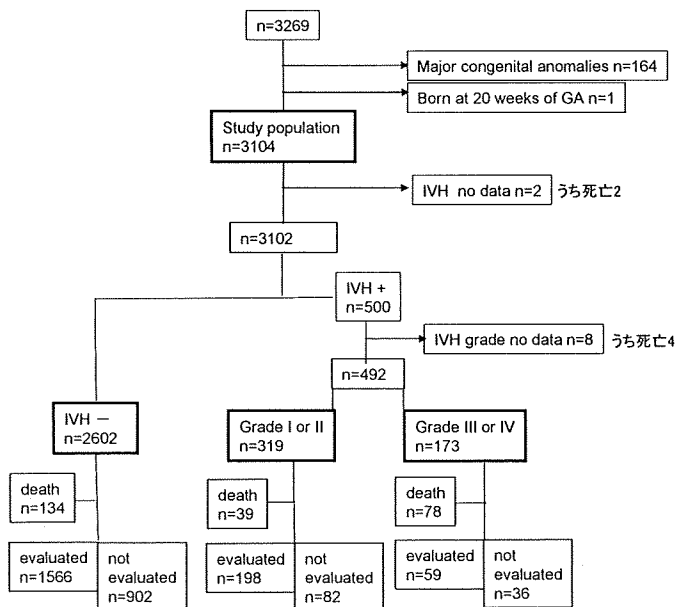 n=3269
Major congenital anomalies n=164
Born at 20 weeks of GA n=1
Study population
n=3104
IVH no data n=2 うち死亡2
n=3102
IVH +
n=500
IVH grade no data n=8 うち死亡4
n=492
IVH －
n=2602
Grade I or II
n=319
Grade III or IV
n=173
death
n=134
death
n=39
death
n=78
evaluated
n=1566
not
evaluated
n=902
evaluated
n=198
not
evaluated
n=82
evaluated
n=59
not
evaluated
n=36